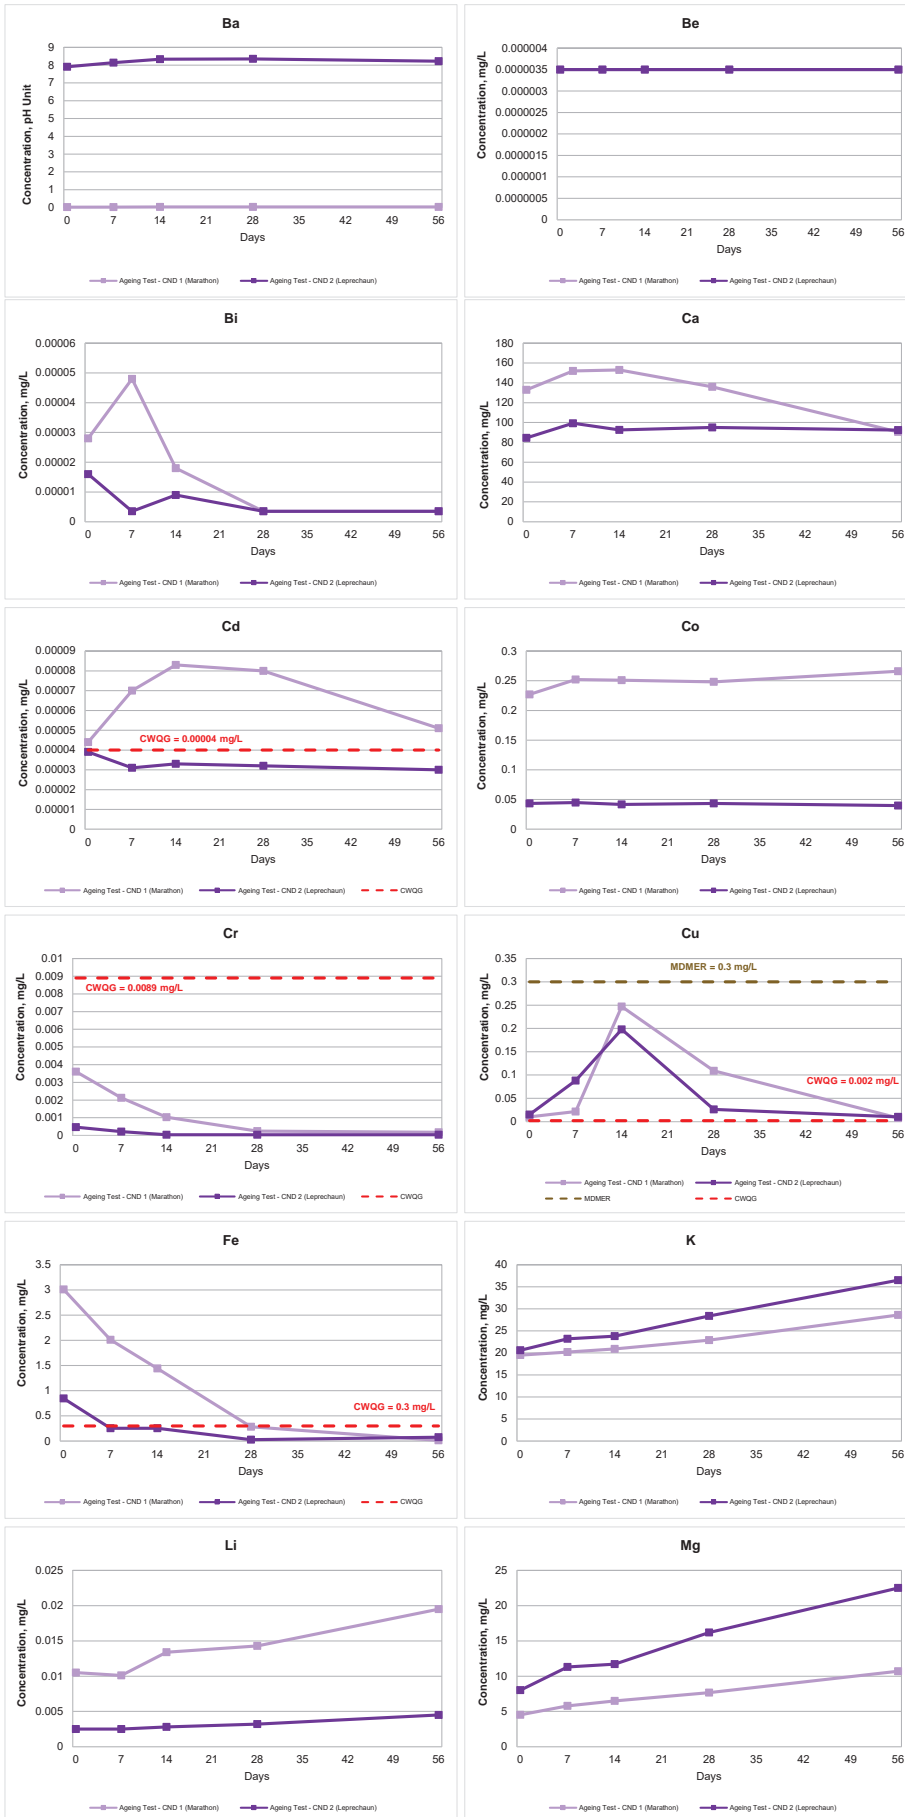 Ba
Concentration, pH Unit
9
8
7
6
5
4
3
2
1
0
0 7 14 21 28 35 42 49 56
Days
Ageing Test - CND 1 (Marathon) Ageing Test - CND 2 (Leprechaun)
Be
Concentration, mg/L
0.000004
0.0000035
0.000003
0.0000025
0.000002
0.0000015
0.000001
0.0000005
0
0 7 14 21 28 35 42 49 56
Days
Ageing Test - CND 1 (Marathon) Ageing Test - CND 2 (Leprechaun)
Bi
Concentration, mg/L
0.00006
0.00005
0.00004
0.00003
0.00002
0.00001
0
0 7 14 21 28 35 42 49 56
Days
Ageing Test - CND 1 (Marathon) Ageing Test - CND 2 (Leprechaun)
Ca
Concentration, mg/L
180
160
140
120
100
80
60
40
20
0
0 7 14 21 28 35 42 49 56
Days
Ageing Test - CND 1 (Marathon) Ageing Test - CND 2 (Leprechaun)
Cd
Concentration, mg/L
0.00009
0.00008
0.00007
0.00006
0.00005
0.00004
0.00003
0.00002
0.00001
0
CWQG = 0.00004 mg/L
0 7 14 21 28 35 42 49 56
Days
Ageing Test - CND 1 (Marathon) Ageing Test - CND 2 (Leprechaun) CWQG
Co
Concentration, mg/L
0.3
0.25
0.2
0.15
0.1
0.05
0
0 7 14 21 28 35 42 49 56
Days
Ageing Test - CND 1 (Marathon) Ageing Test - CND 2 (Leprechaun)
Cr
Concentration, mg/L
0.01
0.009
0.008
0.007
0.006
0.005
0.004
0.003
0.002
0.001
0
CWQG = 0.0089 mg/L
0 7 14 21 28 35 42 49 56
Days
Ageing Test - CND 1 (Marathon) Ageing Test - CND 2 (Leprechaun) CWQG
Cu
Concentration, mg/L
0.35
0.3
0.25
0.2
0.15
0.1
0.05
0
MDMER = 0.3 mg/L
CWQG = 0.002 mg/L
0 7 14 21 28 35 42 49 56
Days
Ageing Test - CND 1 (Marathon) Ageing Test - CND 2 (Leprechaun)
MDMER CWQG
Fe
Concentration, mg/L
3.5
3
2.5
2
1.5
1
0.5
0
CWQG = 0.3 mg/L
0 7 14 21 28 35 42 49 56
Days
Ageing Test - CND 1 (Marathon) Ageing Test - CND 2 (Leprechaun) CWQG
K
Concentration, mg/L
40
35
30
25
20
15
10
5
0
0 7 14 21 28 35 42 49 56
Days
Ageing Test - CND 1 (Marathon) Ageing Test - CND 2 (Leprechaun)
Li
Concentration, mg/L
0.025
0.02
0.015
0.01
0.005
0
0 7 14 21 28 35 42 49 56
Days
Ageing Test - CND 1 (Marathon) Ageing Test - CND 2 (Leprechaun)
Mg
Concentration, mg/L
25
20
15
10
5
0
0 7 14 21 28 35 42 49 56
Days
Ageing Test - CND 1 (Marathon) Ageing Test - CND 2 (Leprechaun)